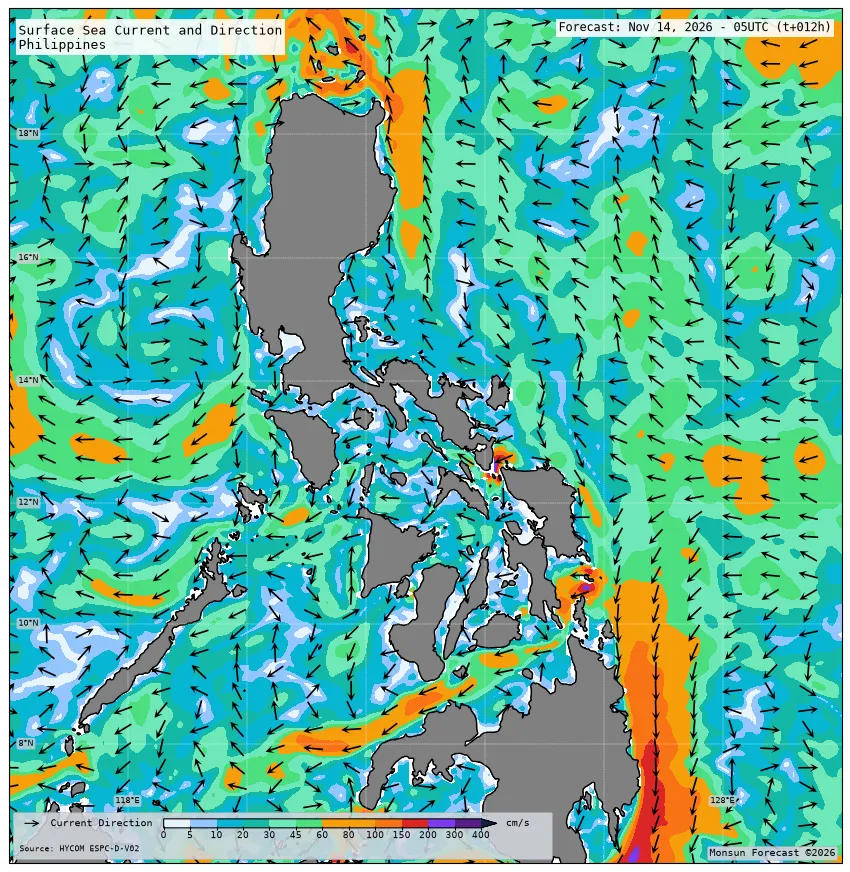 Surface Sea Current and Direction
Philippines
Forecast: Nov 14, 2026 - 05UTC (t+012h)
18°N
16°N
14°N
12°N
10°N
8°N
118°E
128°E
Current Direction
0 5 10 20 30 45 60 80 100 150 200 300 400
cm/s
Source: HYCOM ESPC-D-V02
Monsun Forecast ©2026